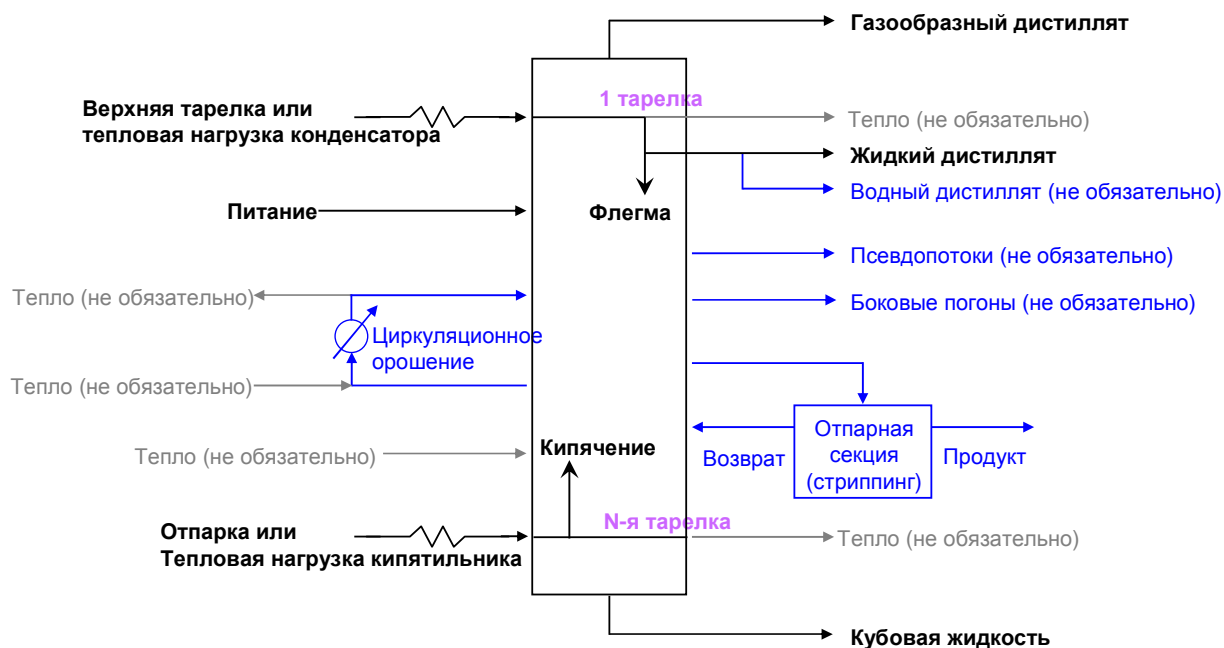 Газообразный дистиллят
Верхняя тарелка или
тепловая нагрузка конденсатора
1 тарелка
Тепло (не обязательно)
Жидкий дистиллят
Водный дистиллят (не обязательно)
Питание
Флегма
Псевдопотоки (не обязательно)
Тепло (не обязательно)
Боковые погоны (не обязательно)
Циркуляционное
орошение
Тепло (не обязательно)
Отпарная
секция
(стриппинг)
Возврат
Продукт
Кипячение
Тепло (не обязательно)
N-я тарелка
Отпарка или
Тепловая нагрузка кипятильника
Тепло (не обязательно)
Кубовая жидкость